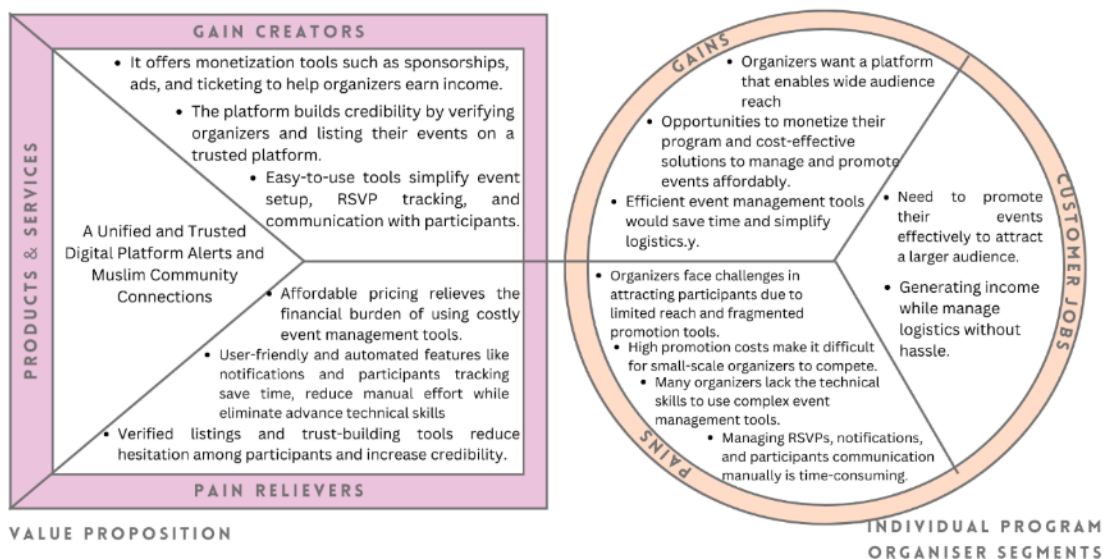 GAIN CREATORS
• It offers monetization tools such as sponsorships,
ads, and ticketing to help organizers earn income.
• The platform builds credibility by verifying
organizers and listing their events on a
trusted platform.
• Easy-to-use tools simplify event
setup, RSVP tracking, and
communication with participants.
PRODUCTS & SERVICES
A Unified and Trusted
Digital Platform Alerts and
Muslim Community
Connections
• Affordable pricing relieves the
financial burden of using costly
event management tools.
• User-friendly and automated features like
notifications and participants tracking
save time, reduce manual effort while
eliminate advance technical skills
• Verified listings and trust-building tools reduce
hesitation among participants and increase credibility.
PAIN RELIEVERS
VALUE PROPOSITION
GAINS
• Organizers want a platform
that enables wide audience
reach
• Opportunities to monetize their
program and cost-effective
solutions to manage and promote
events affordably.
• Efficient event management tools
would save time and simplify
logistics.y.
CUSTOMER JOBS
• Need to promote
their events
effectively to attract
a larger audience.
• Generating income
while manage
logistics without
hassle.
• Organizers face challenges in
attracting participants due to
limited reach and fragmented
promotion tools.
• High promotion costs make it difficult
for small-scale organizers to compete.
• Many organizers lack the technical
skills to use complex event
management tools.
• Managing RSVPs, notifications,
and participants communication
manually is time-consuming.
PAINS
INDIVIDUAL PROGRAM
ORGANISER SEGMENTS